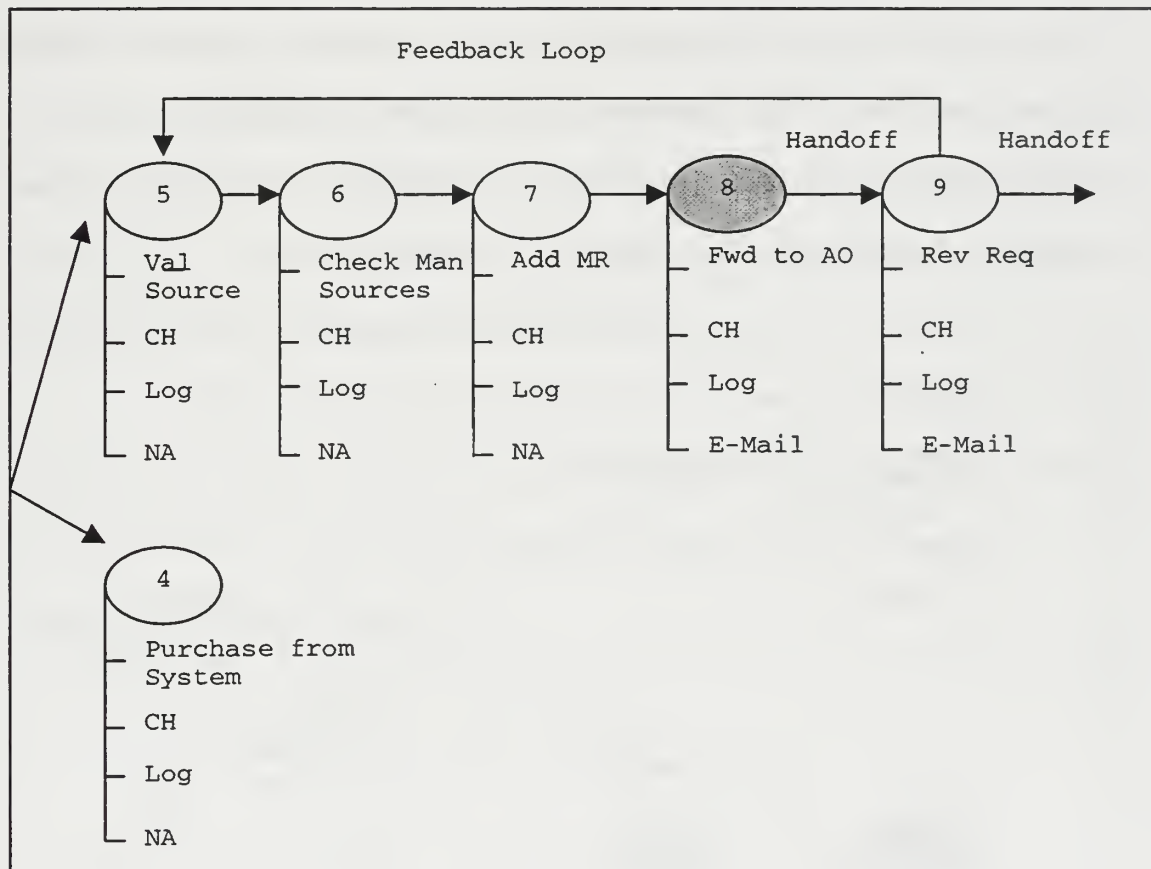 Feedback Loop
Handoff
Handoff
5
6
7
8
9
Val
Source
CH
Log
NA
Check Man
Sources
CH
Log
NA
Add MR
CH
Log
NA
Fwd to AO
CH
Log
E-Mail
Rev Req
CH
Log
E-Mail
4
Purchase from
System
CH
Log
NA